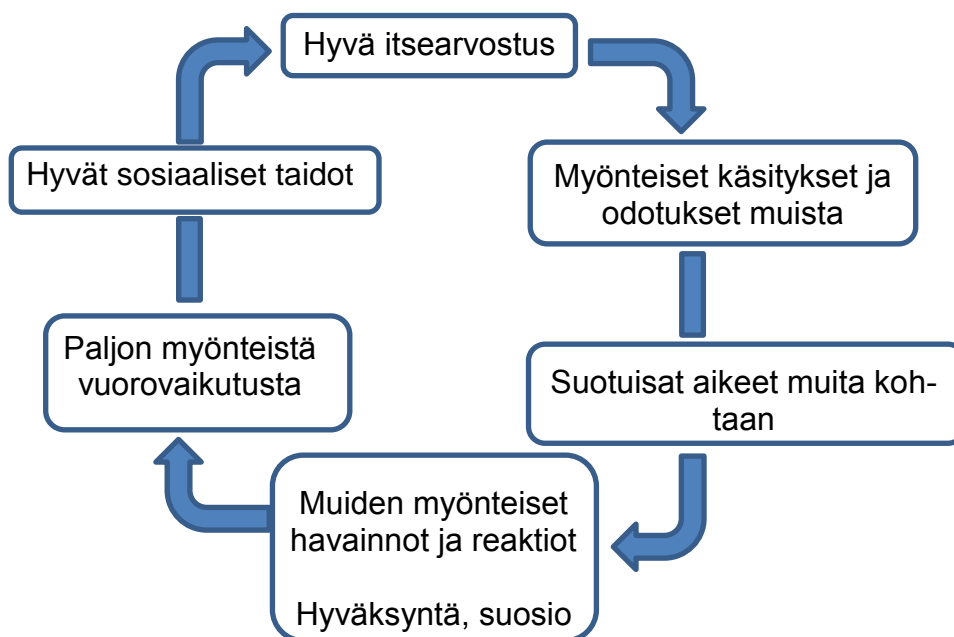 Hyvä itsearvostus
Myönteiset käsitykset ja
odotukset muista
Suotuisat aikeet muita koh-
taan
Muiden myönteiset
havainnot ja reaktiot
Hyväksyntä, suosio
Paljon myönteistä
vuorovaikutusta
Hyvät sosiaaliset taidot